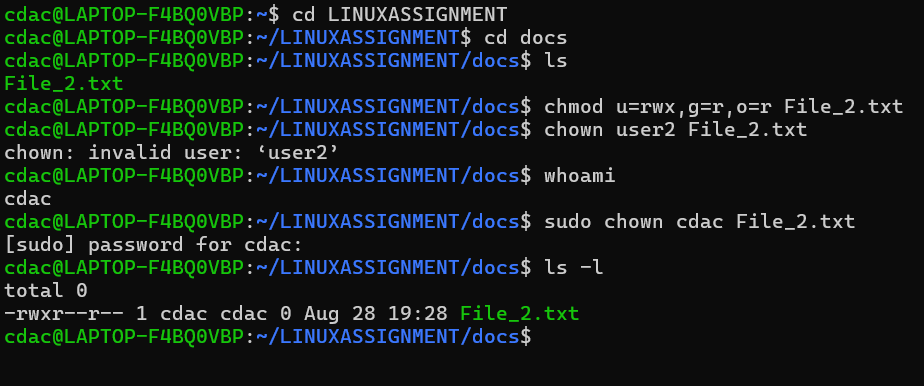 cdac@LAPTOP-F4BQ0VBP:~$ cd LINUXASSIGNMENT
cdac@LAPTOP-F4BQ0VBP:~/LINUXASSIGNMENT$ cd docs
cdac@LAPTOP-F4BQ0VBP:~/LINUXASSIGNMENT/docs$ ls
File_2.txt
cdac@LAPTOP-F4BQ0VBP:~/LINUXASSIGNMENT/docs$ chmod u=rwx,g=r,o=r File_2.txt
cdac@LAPTOP-F4BQ0VBP:~/LINUXASSIGNMENT/docs$ chown user2 File_2.txt
chown: invalid user: ‘user2’
cdac@LAPTOP-F4BQ0VBP:~/LINUXASSIGNMENT/docs$ whoami
cdac
cdac@LAPTOP-F4BQ0VBP:~/LINUXASSIGNMENT/docs$ sudo chown cdac File_2.txt
[sudo] password for cdac:
cdac@LAPTOP-F4BQ0VBP:~/LINUXASSIGNMENT/docs$ ls -l
total 0
-rwxr--r-- 1 cdac cdac 0 Aug 28 19:28 File_2.txt
cdac@LAPTOP-F4BQ0VBP:~/LINUXASSIGNMENT/docs$